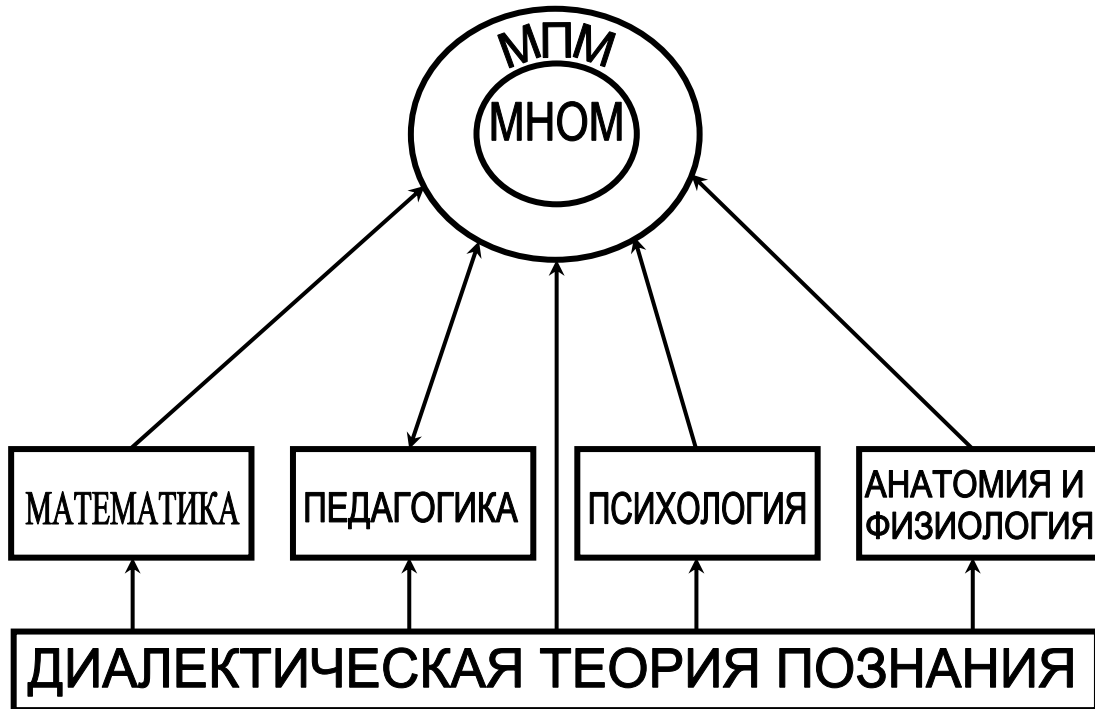 МПМ
МНОМ
МАТЕМАТИКА
ПЕДАГОГИКА
ПСИХОЛОГИЯ
АНАТОМИЯ И
ФИЗИОЛОГИЯ
ДИАЛЕКТИЧЕСКАЯ ТЕОРИЯ ПОЗНАНИЯ